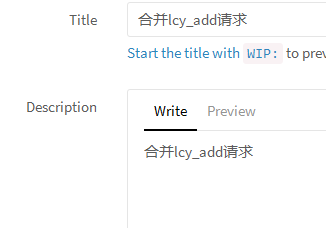 Title
合并lcy_add请求
Start the title with WIP: to prev
Description
Write Preview
合并lcy_add请求